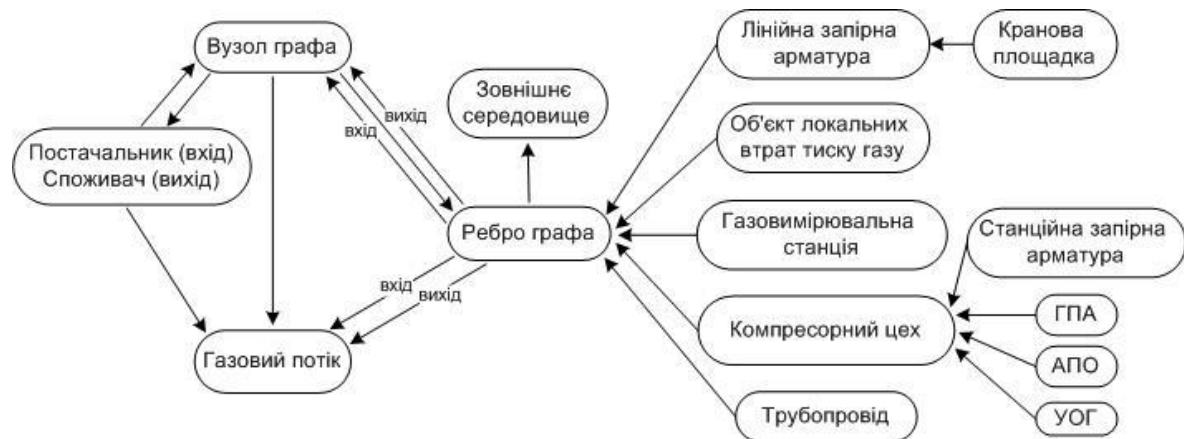 Вузол графа
Постачальник (вхід)
Споживач (вихід)
Газовий потік
вхід
вихід
Зовнішнє
середовище
Ребро графа
вхід
вихід
Лінійна запірна
арматура
Кранова
площадка
Об'єкт локальних
втрат тиску газу
Газовимірювальна
станція
Станційна запірна
арматура
Компресорний цех
ГПА
АПО
УОГ
Трубопровід